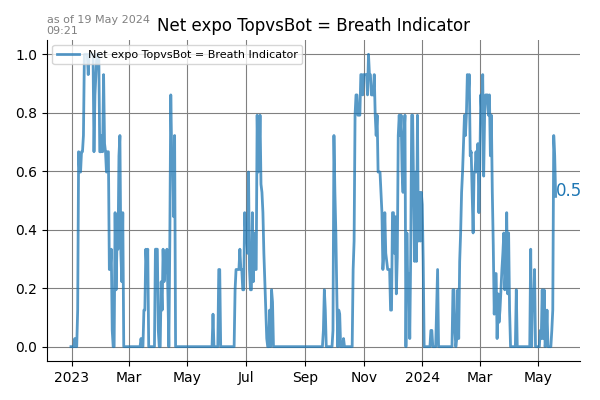 as of 19 May 2024
09:21
Net expo TopvsBot = Breath Indicator
Net expo TopvsBot = Breath Indicator
1.0
0.8
0.6
0.4
0.2
0.0
0.5
2023 Mar May Jul Sep Nov 2024 Mar May